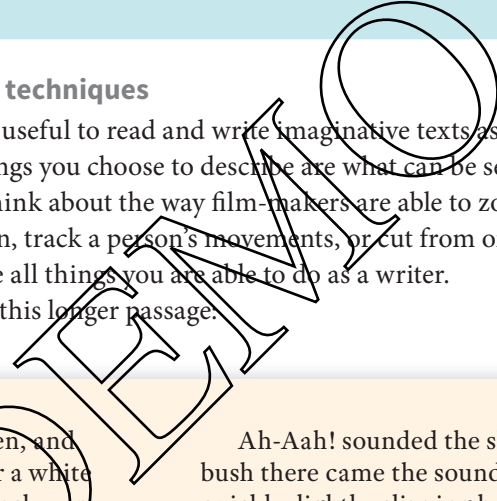 techniques
useful to read and write imaginative texts as
ngs you choose to describe are what can be
ink about the way film-makers are able to
n, track a person's movements, or cut from
all things you are able to do as a writer.
this longer passage:
en, and
r a white
Ah-Aah! sounded the
bush there came the sound
DEMO